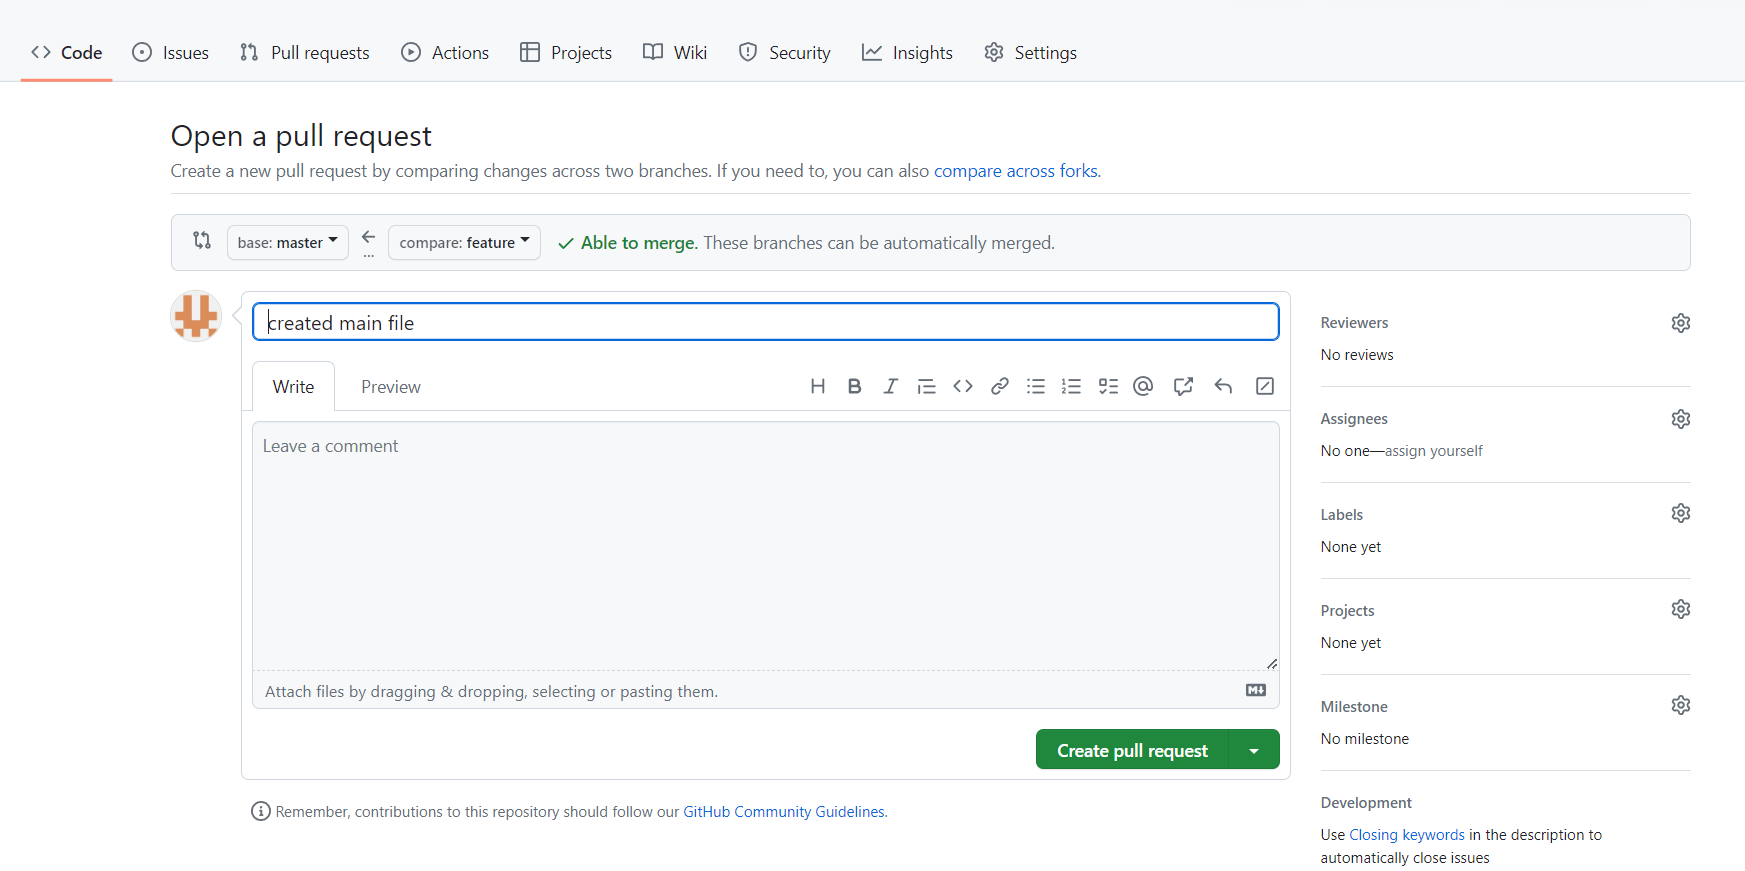 Code Issues Pull requests Actions Projects Wiki Security Insights Settings
Open a pull request
Create a new pull request by comparing changes across two branches. If you need to, you can also compare across forks.
base: master ... compare: feature Able to merge. These branches can be automatically merged.
created main file
Write Preview
Leave a comment
Attach files by dragging & dropping, selecting or pasting them.
Create pull request
Remember, contributions to this repository should follow our GitHub Community Guidelines.
Reviewers
No reviews
Assignees
No one—assign yourself
Labels
None yet
Projects
None yet
Milestone
No milestone
Development
Use Closing keywords in the description to
automatically close issues